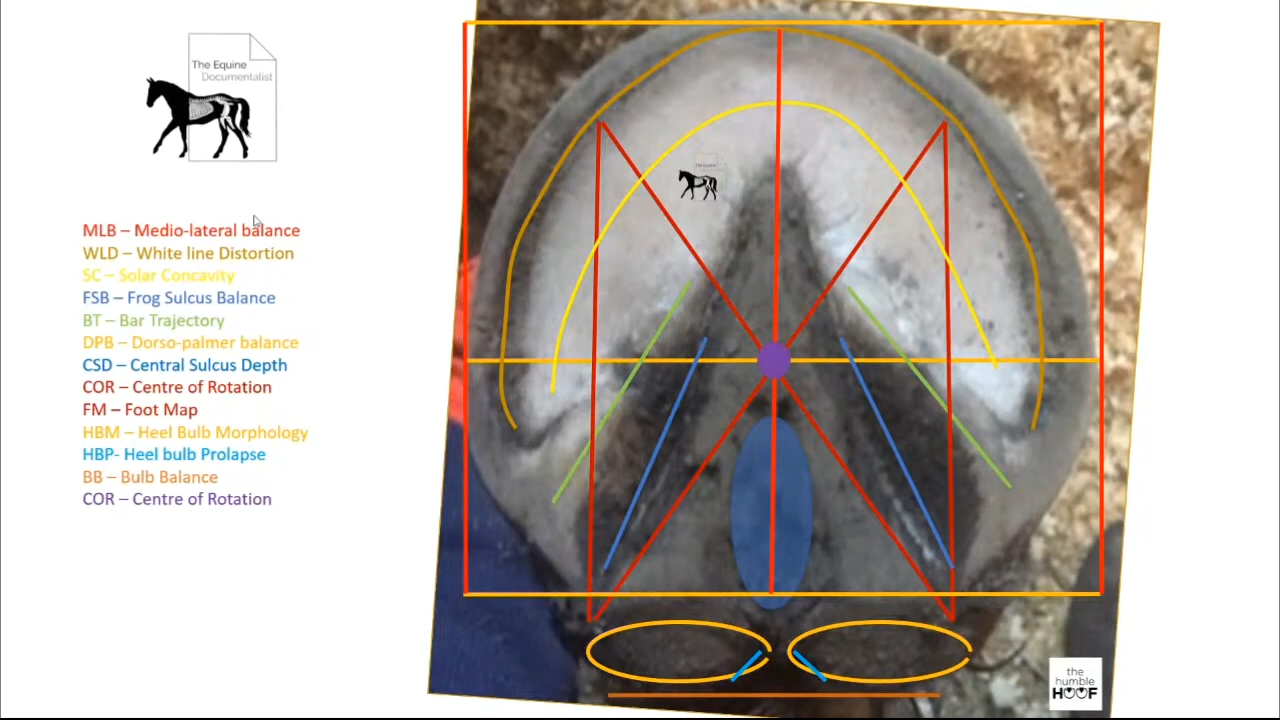 The Equine
Documentalist
MLB – Medio-lateral balance
WLD – White line Distortion
SC – Solar Concavity
FSB – Frog Sulcus Balance
BT – Bar Trajectory
DPB – Dorso-palmer balance
CSD – Central Sulcus Depth
COR – Centre of Rotation
FM – Foot Map
HBM – Heel Bulb Morphology
HBP- Heel bulb Prolapse
BB – Bulb Balance
COR – Centre of Rotation
The Equine
the
humble
HOOF